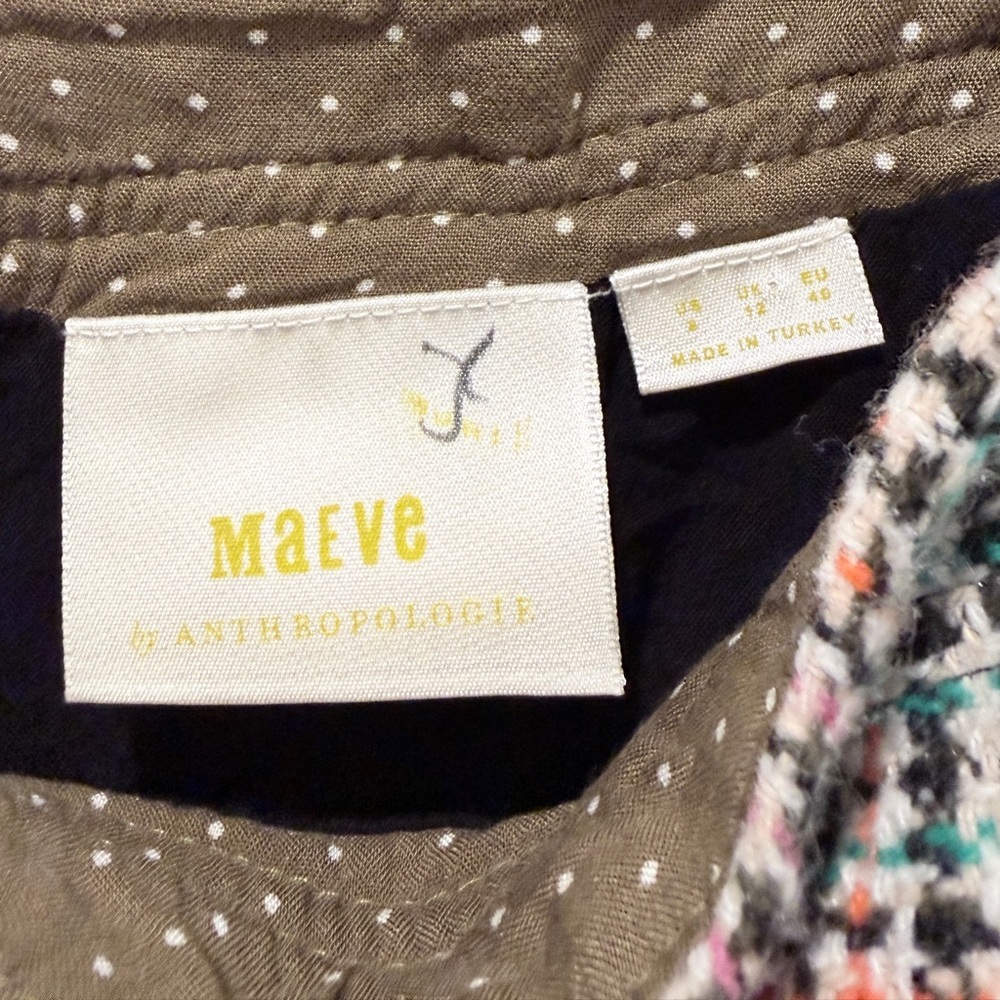 MaEVe
by ANTHROPOLOGIE
US UK EU
8 12 40
MADE IN TURKEY